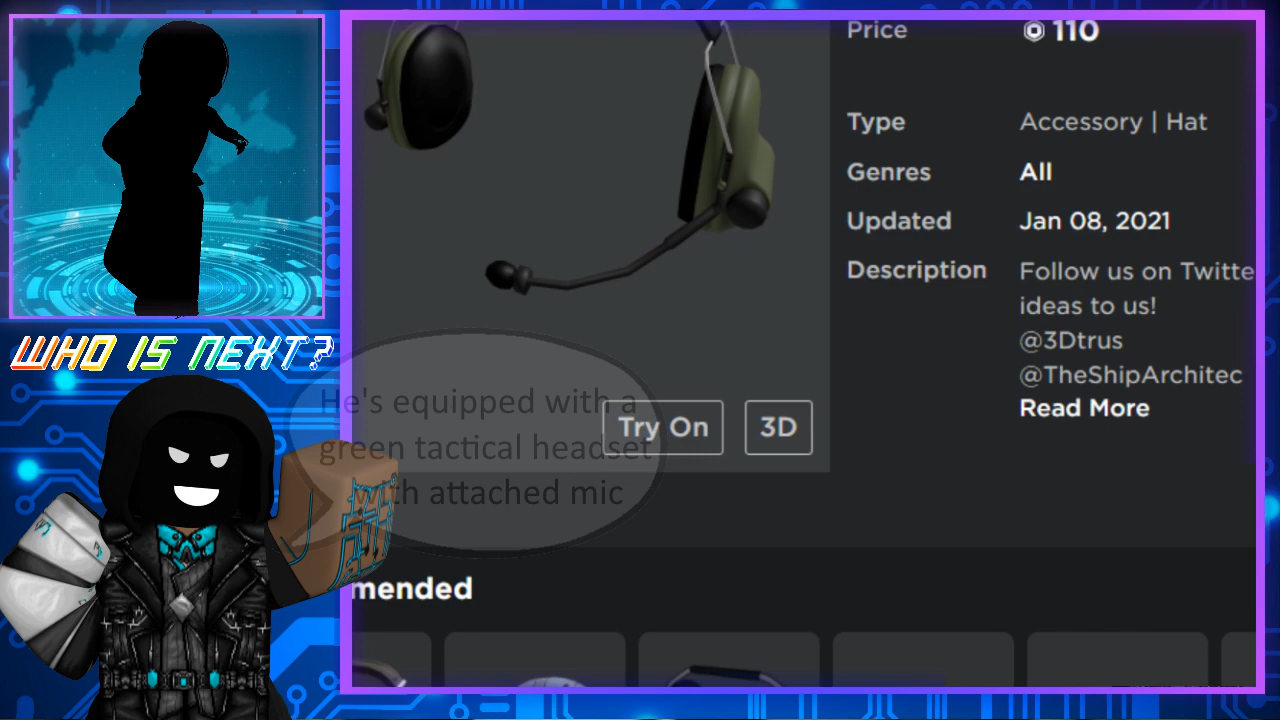 Price 110
Type Accessory | Hat
Genres All
Updated Jan 08, 2021
Description Follow us on Twitte
ideas to us!
@3Dtrus
@TheShipArchitec
Read More
WHO IS NEXT?
He's equipped with a
green tactical headset
with attached mic
Try On 3D
mended